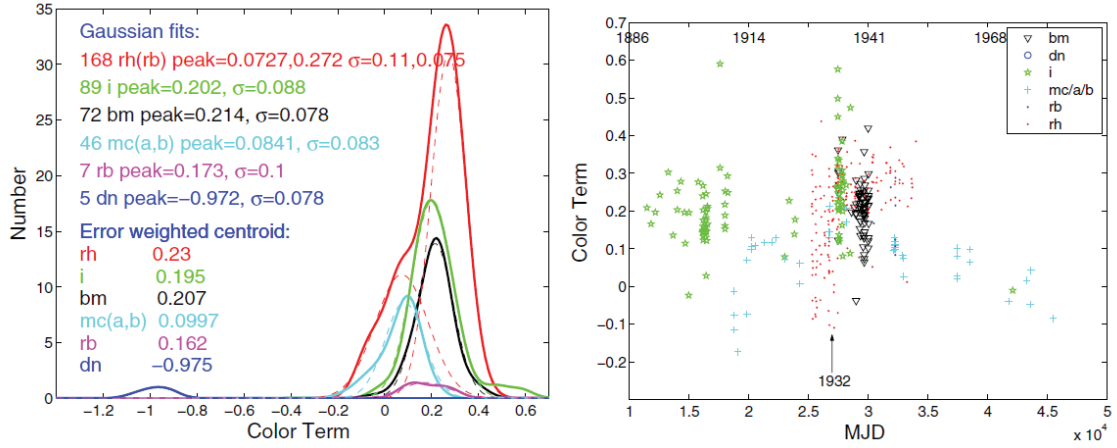 35
30
25
20
15
10
5
0
Number
Gaussian fits:
168 rh(rb) peak=0.0727,0.272 σ=0.11,0.075
89 i peak=0.202, σ=0.088
72 bm peak=0.214, σ=0.078
46 mc(a,b) peak=0.0841, σ=0.083
7 rb peak=0.173, σ=0.1
5 dn peak=−0.972, σ=0.078
Error weighted centroid:
rh 0.23
i 0.195
bm 0.207
mc(a,b) 0.0997
rb 0.162
dn −0.975
−1.2 −1 −0.8 −0.6 −0.4 −0.2 0 0.2 0.4 0.6
Color Term
0.7
0.6
0.5
0.4
0.3
0.2
0.1
0
−0.1
−0.2
Color Term
1886 1914 1941 1968
bm
dn
i
mc/a/b
rb
rh
1932
1 1.5 2 2.5 3 3.5 4 4.5 5
MJD
x 10⁴